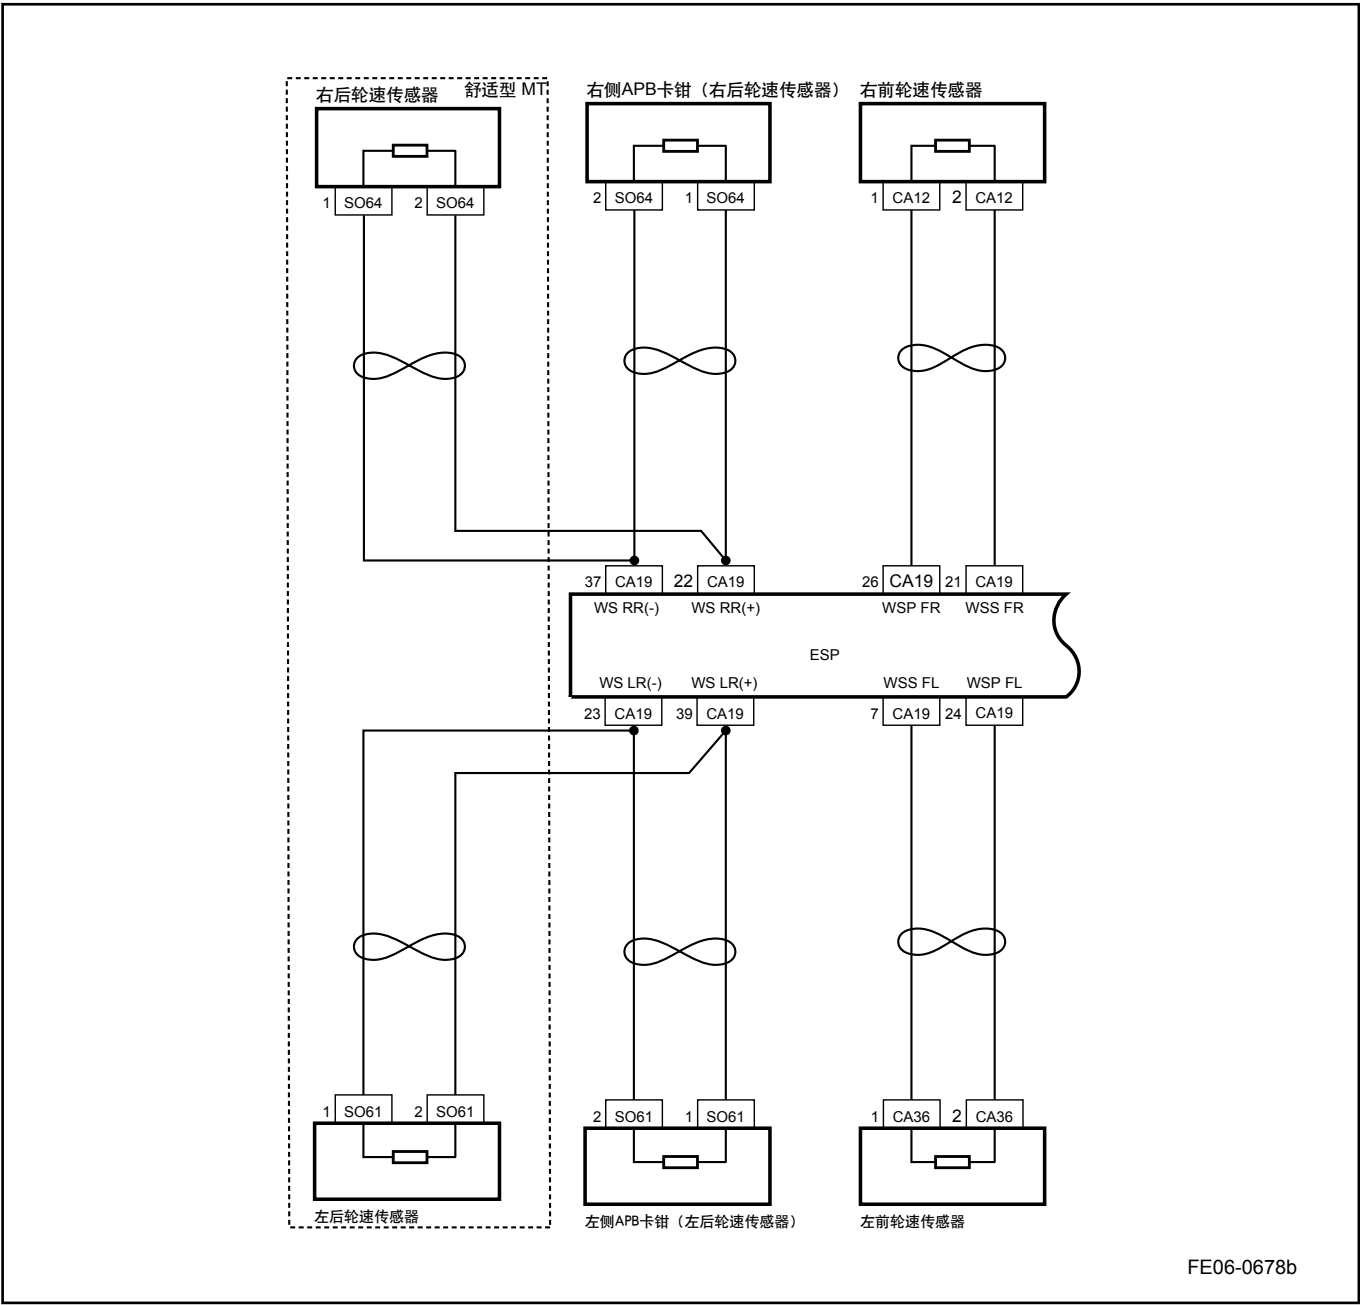 舒适型 MT
右后轮速传感器
右侧APB卡钳（右后轮速传感器）
右前轮速传感器
1 SO64 2 SO64
2 SO64 1 SO64
1 CA12 2 CA12
37 CA19 22 CA19 26 CA19 21 CA19
WS RR(-) WS RR(+) WSP FR WSS FR
ESP
WS LR(-) WS LR(+) WSS FL WSP FL
23 CA19 39 CA19 7 CA19 24 CA19
1 SO61 2 SO61
2 SO61 1 SO61
1 CA36 2 CA36
左后轮速传感器
左侧APB卡钳（左后轮速传感器）
左前轮速传感器
FE06-0678b